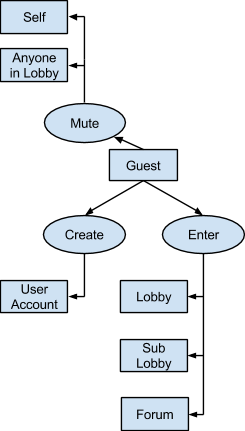 Self
Anyone
in Lobby
Mute
Guest
Create
Enter
User
Account
Lobby
Sub
Lobby
Forum